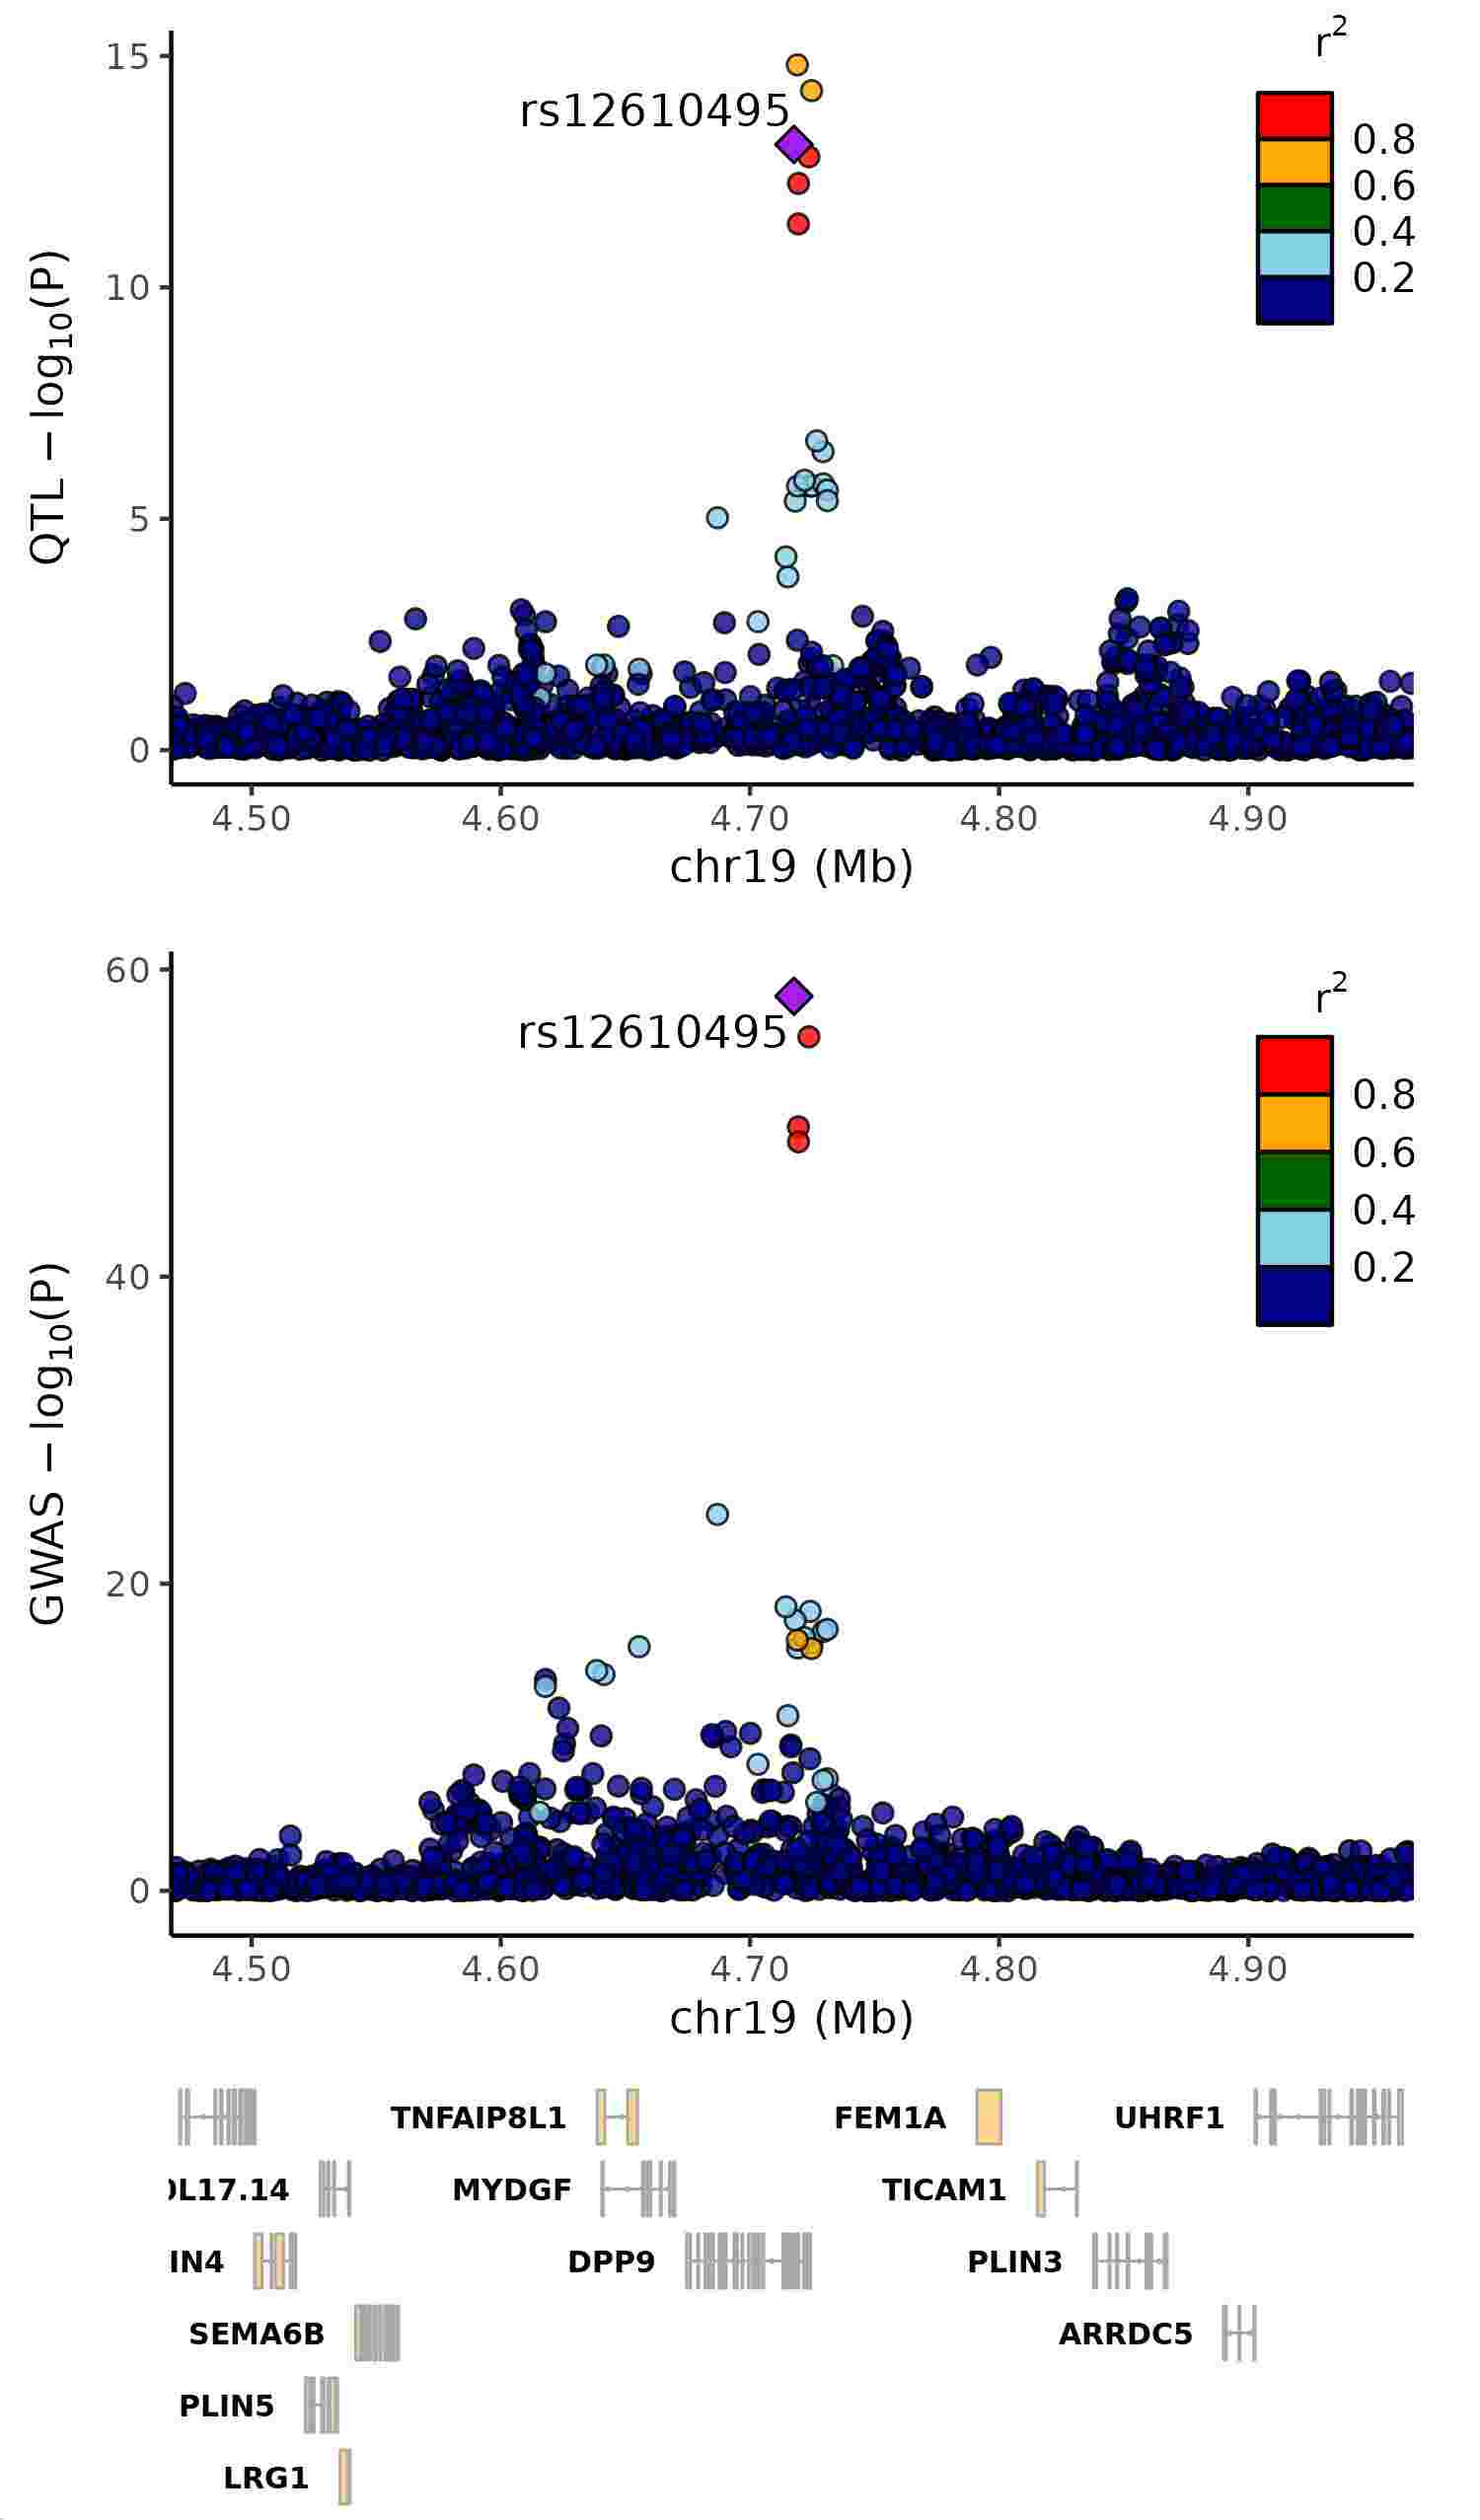 r2
15
rs12610495
0.8
0.6
0.4
0.2
10
5
0
QTL −log10(P)
4.50 4.60 4.70 4.80 4.90
chr19 (Mb)
60
r2
rs12610495
0.8
0.6
0.4
0.2
40
20
0
GWAS −log10(P)
4.50 4.60 4.70 4.80 4.90
chr19 (Mb)
TNFAIP8L1 FEM1A UHRF1
L17.14 MYDGF TICAM1
IN4 DPP9 PLIN3
SEMA6B ARRDC5
PLIN5
LRG1